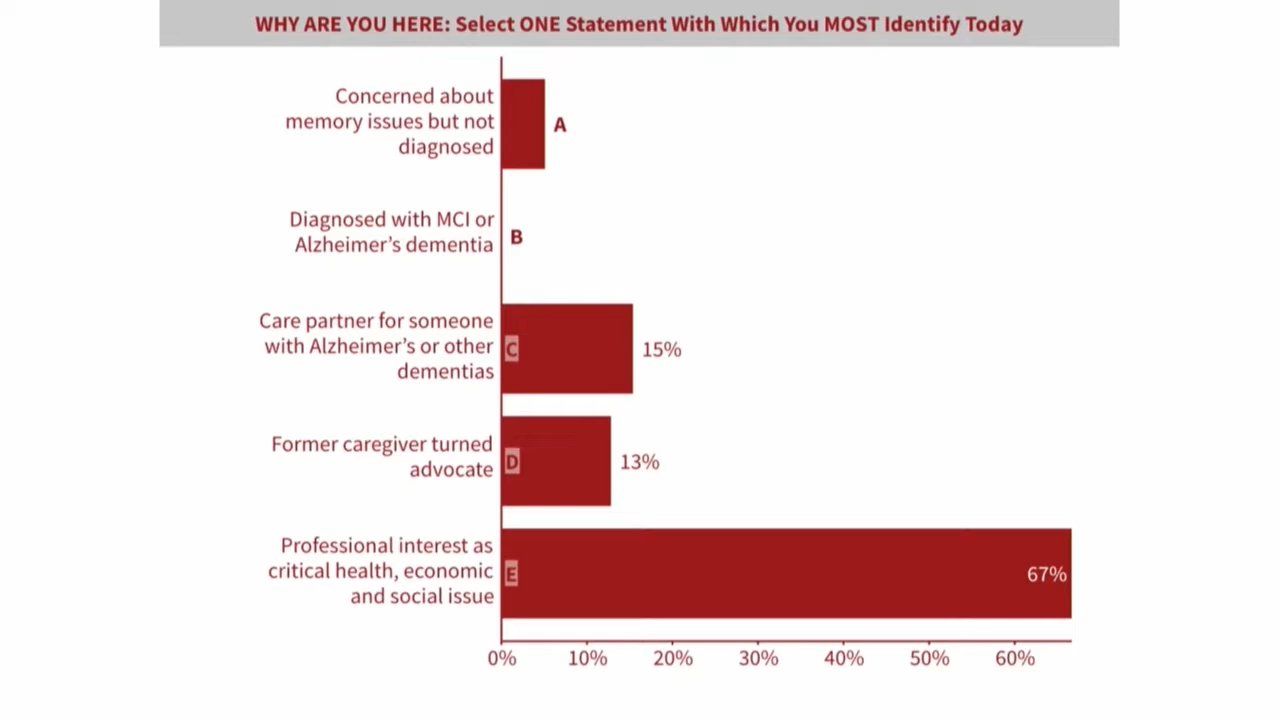 WHY ARE YOU HERE: Select ONE Statement With Which You MOST Identify Today
Concerned about
memory issues but not
diagnosed
A
Diagnosed with MCI or
Alzheimer’s dementia
B
Care partner for someone
with Alzheimer’s or other
dementias
C
15%
Former caregiver turned
advocate
D
13%
Professional interest as
critical health, economic
and social issue
E
67%
0% 10% 20% 30% 40% 50% 60%